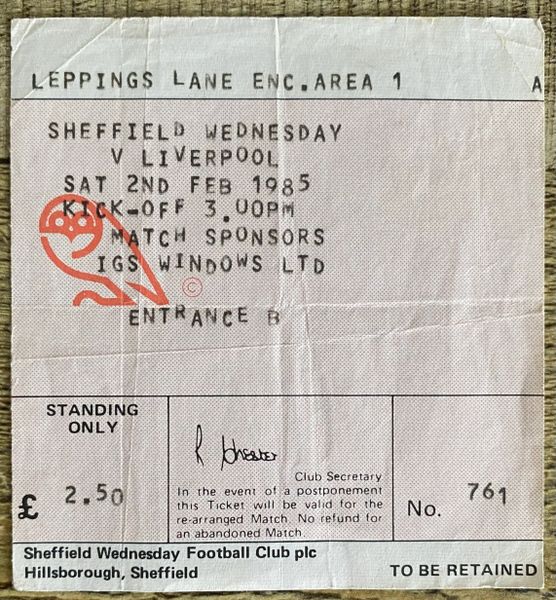 LEPPINGS LANE ENC.AREA 1 A
SHEFFIELD WEDNESDAY
V LIVERPOOL
SAT 2ND FEB 1985
KICK-OFF 3.00PM
MATCH SPONSORS
IGS WINDOWS LTD
©
ENTRANCE B
STANDING
ONLY
£ 2.50
Club Secretary
In the event of a postponement
this Ticket will be valid for the
re-arranged Match. No refund for
an abandoned Match.
No. 761
Sheffield Wednesday Football Club plc
Hillsborough, Sheffield
TO BE RETAINED